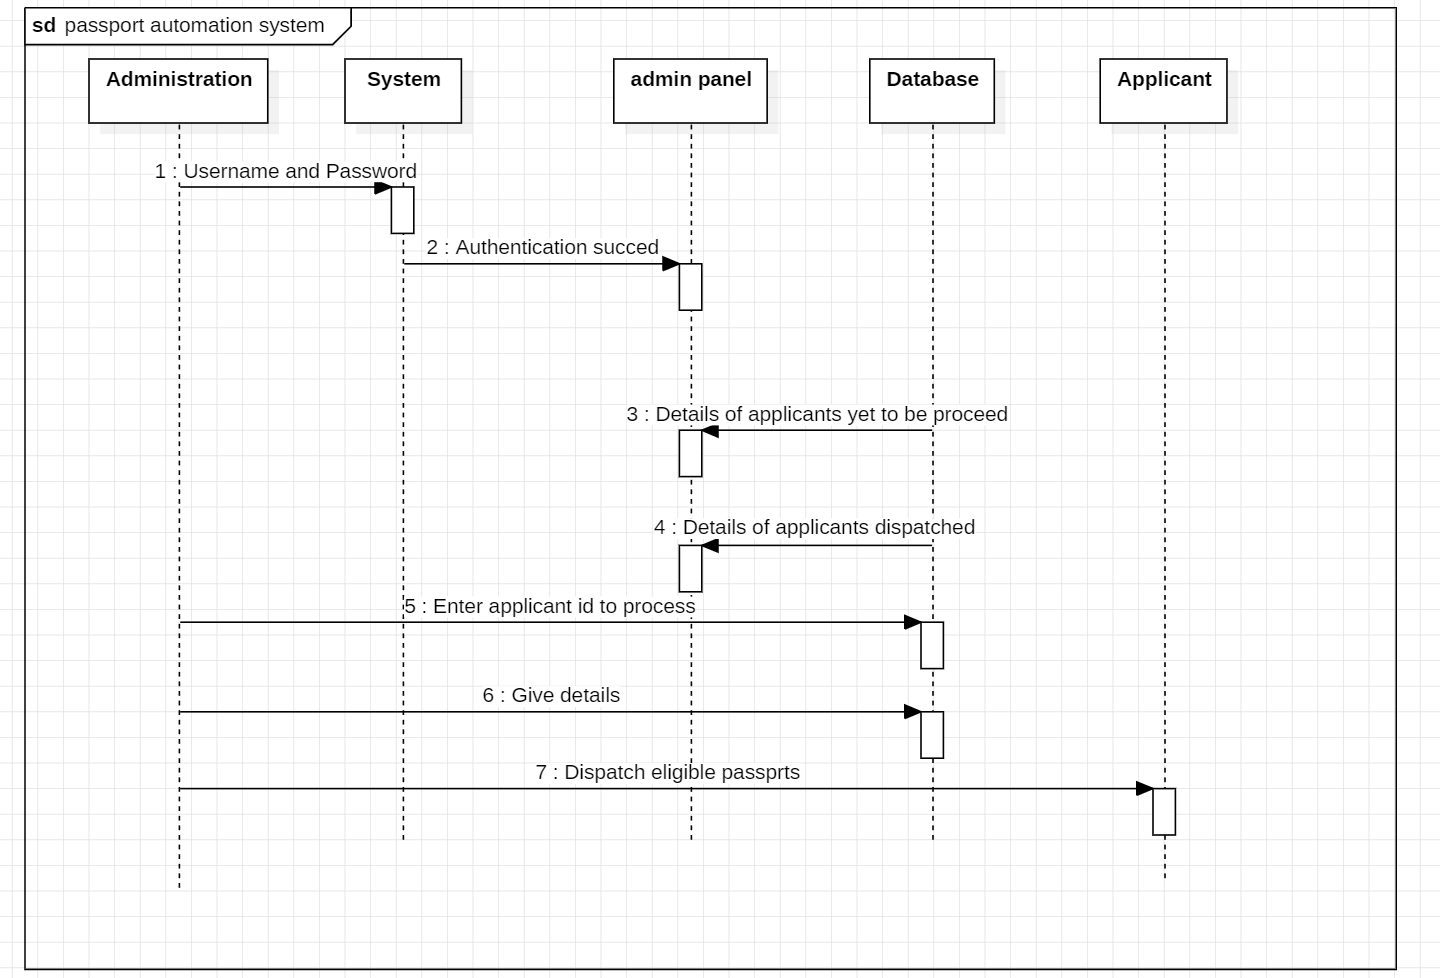 sd passport automation system
Administration
System
admin panel
Database
Applicant
1 : Username and Password
2 : Authentication succed
3 : Details of applicants yet to be proceed
4 : Details of applicants dispatched
5 : Enter applicant id to process
6 : Give details
7 : Dispatch eligible passprts